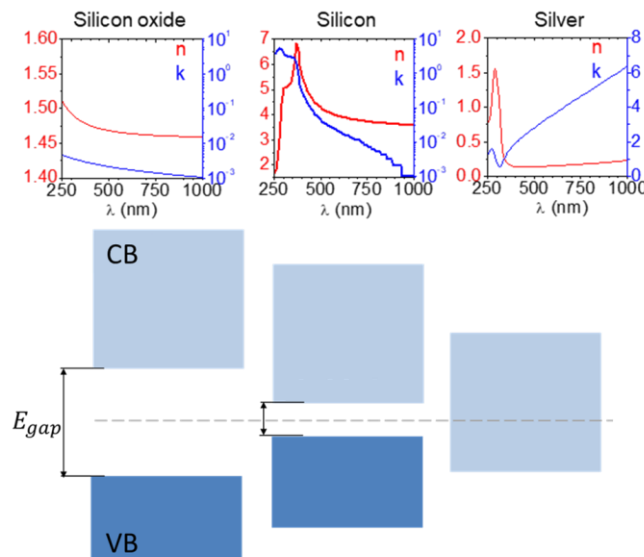 Silicon oxide
Silicon
Silver
1.60
1.55
1.50
1.45
1.40
n
k
10¹
10⁰
10⁻¹
10⁻²
10⁻³
250 500 750 1000
λ (nm)
7
6
5
4
3
2
n
k
10¹
10⁰
10⁻¹
10⁻²
10⁻³
250 500 750 1000
λ (nm)
2.0
1.5
1.0
0.5
0.0
n
k
8
6
4
2
0
250 500 750 1000
λ (nm)
CB
E_gap
VB